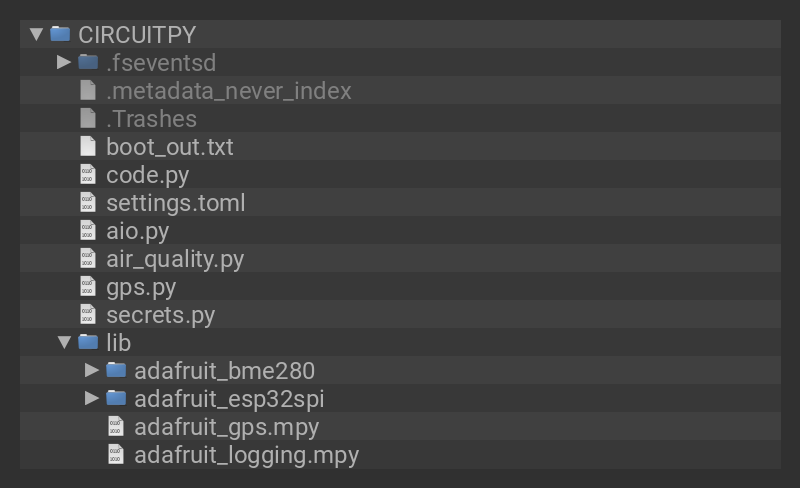 CIRCUITPY
.fseventsd
.metadata_never_index
.Trashes
boot_out.txt
code.py
settings.toml
aio.py
air_quality.py
gps.py
secrets.py
lib
adafruit_bme280
adafruit_esp32spi
adafruit_gps.mpy
adafruit_logging.mpy